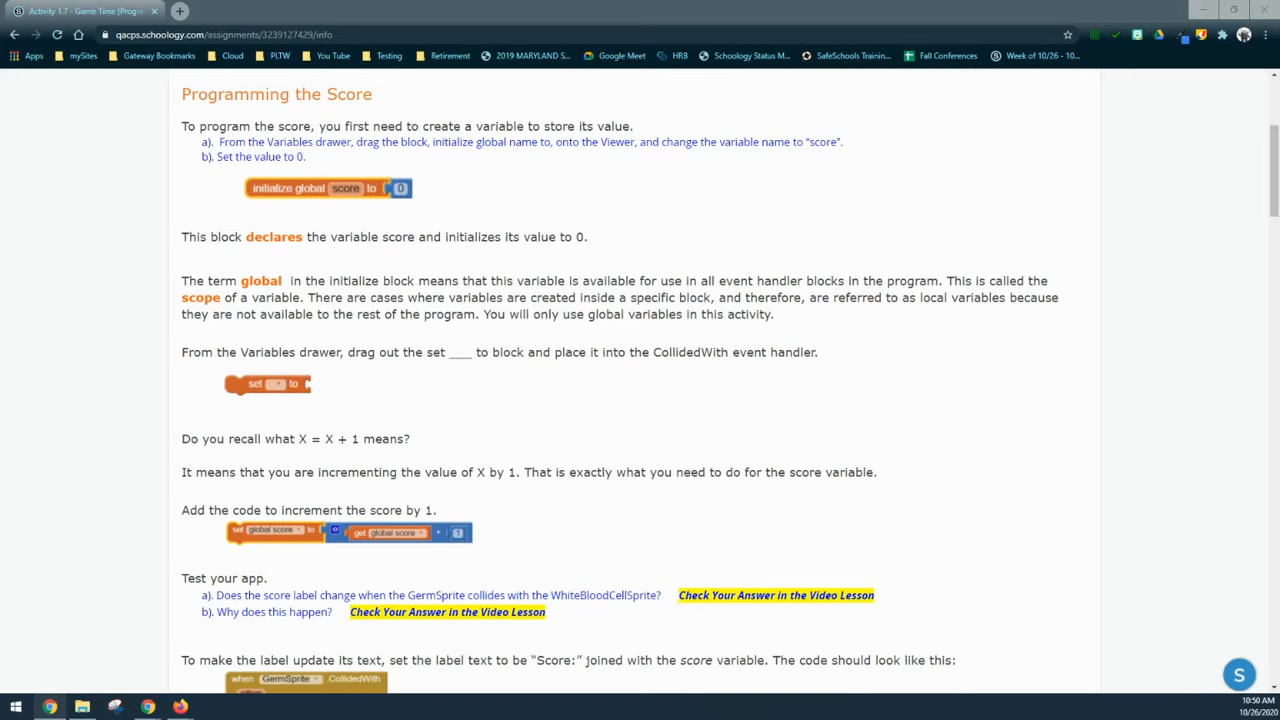 Activity 1.7 - Game Time (Progr
qacps.schoology.com/assignments/3239127429/info
Apps mySites Gateway Bookmarks Cloud PLTW You Tube Testing Retirement 2019 MARYLAND S... Google Meet HRB Schoology Status M... SafeSchools Trainin... Fall Conferences Week of 10/26 - 10...
Programming the Score
To program the score, you first need to create a variable to store its value.
a). From the Variables drawer, drag the block, initialize global name to, onto the Viewer, and change the variable name to “score”.
b). Set the value to 0.
initialize global score to 0
This block declares the variable score and initializes its value to 0.
The term global in the initialize block means that this variable is available for use in all event handler blocks in the program. This is called the
scope of a variable. There are cases where variables are created inside a specific block, and therefore, are referred to as local variables because
they are not available to the rest of the program. You will only use global variables in this activity.
From the Variables drawer, drag out the set ___ to block and place it into the CollidedWith event handler.
set to
Do you recall what X = X + 1 means?
It means that you are incrementing the value of X by 1. That is exactly what you need to do for the score variable.
Add the code to increment the score by 1.
set global score to get global score + 1
Test your app.
a). Does the score label change when the GermSprite collides with the WhiteBloodCellSprite? Check Your Answer in the Video Lesson
b). Why does this happen? Check Your Answer in the Video Lesson
To make the label update its text, set the label text to be “Score:” joined with the score variable. The code should look like this:
when GermSprite .CollidedWith
other
S
10:50 AM
10/26/2020